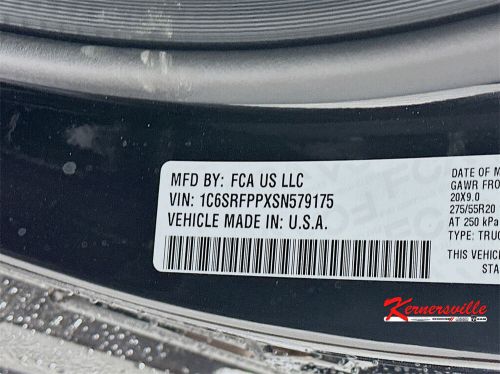 MFD BY: FCA US LLC
VIN: 1C6SRFPPXSN579175
VEHICLE MADE IN: U.S.A.
DATE OF M
GAWR FRO
20X9.0
275/55R20
AT 250 kPa
TYPE: TRUC
THIS VEHIC
STA
Kernersville